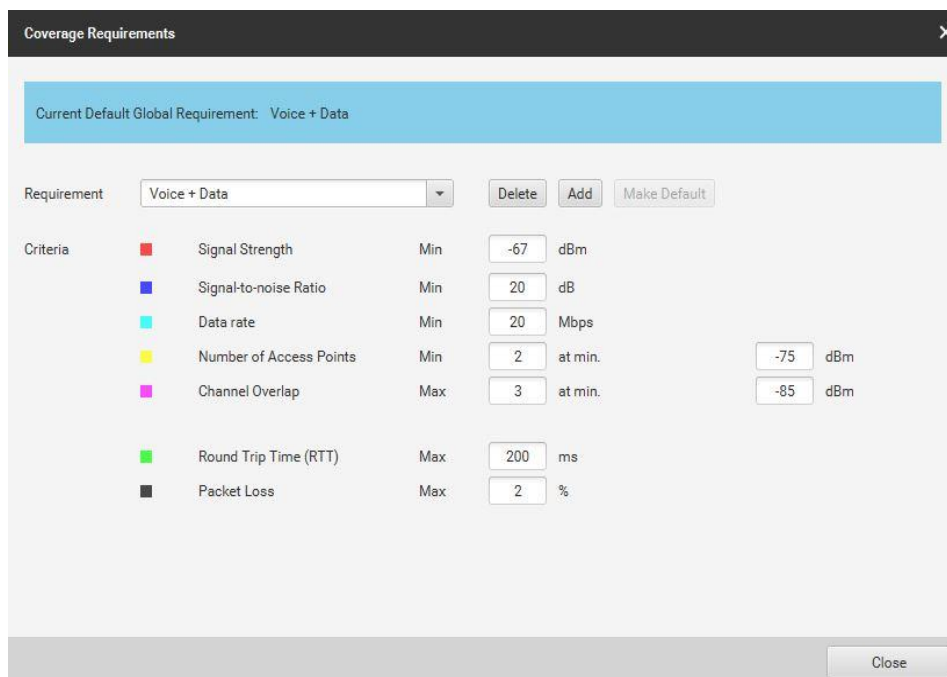 Coverage Requirements
Current Default Global Requirement: Voice + Data
Requirement Voice + Data Delete Add Make Default
Criteria Signal Strength Min -67 dBm
Signal-to-noise Ratio Min 20 dB
Data rate Min 20 Mbps
Number of Access Points Min 2 at min. -75 dBm
Channel Overlap Max 3 at min. -85 dBm
Round Trip Time (RTT) Max 200 ms
Packet Loss Max 2 %
Close